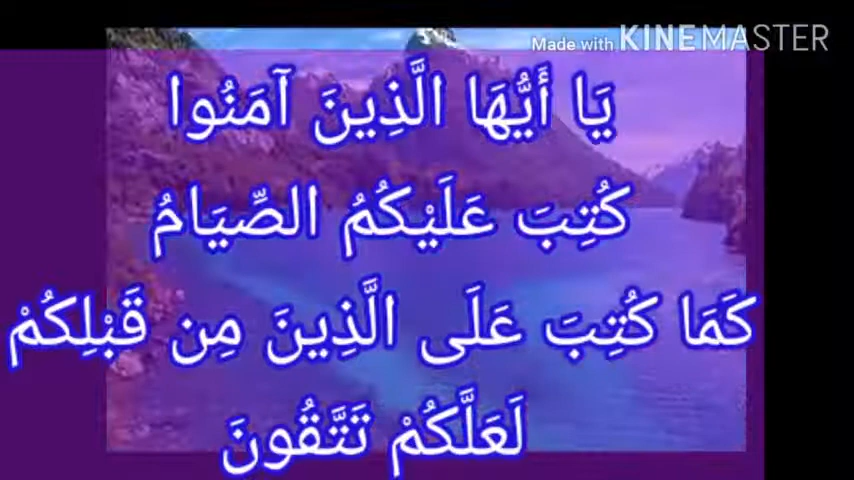 Made with KINEMASTER
يَا أَيُّهَا الَّذِينَ آمَنُوا
كُتِبَ عَلَيْكُمُ الصِّيَامُ
كَمَا كُتِبَ عَلَى الَّذِينَ مِن قَبْلِكُمْ
لَعَلَّكُمْ تَتَّقُونَ